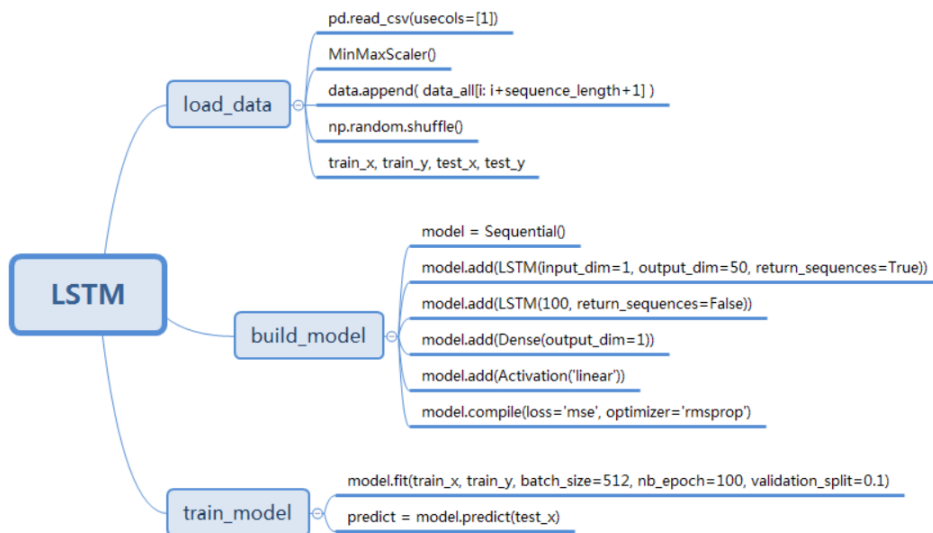 pd.read_csv(usecols=[1])
MinMaxScaler()
load_data
data.append( data_all[i: i+sequence_length+1] )
np.random.shuffle()
train_x, train_y, test_x, test_y
model = Sequential()
model.add(LSTM(input_dim=1, output_dim=50, return_sequences=True))
LSTM
model.add(LSTM(100, return_sequences=False))
build_model
model.add(Dense(output_dim=1))
model.add(Activation('linear'))
model.compile(loss='mse', optimizer='rmsprop')
model.fit(train_x, train_y, batch_size=512, nb_epoch=100, validation_split=0.1)
train_model
predict = model.predict(test_x)